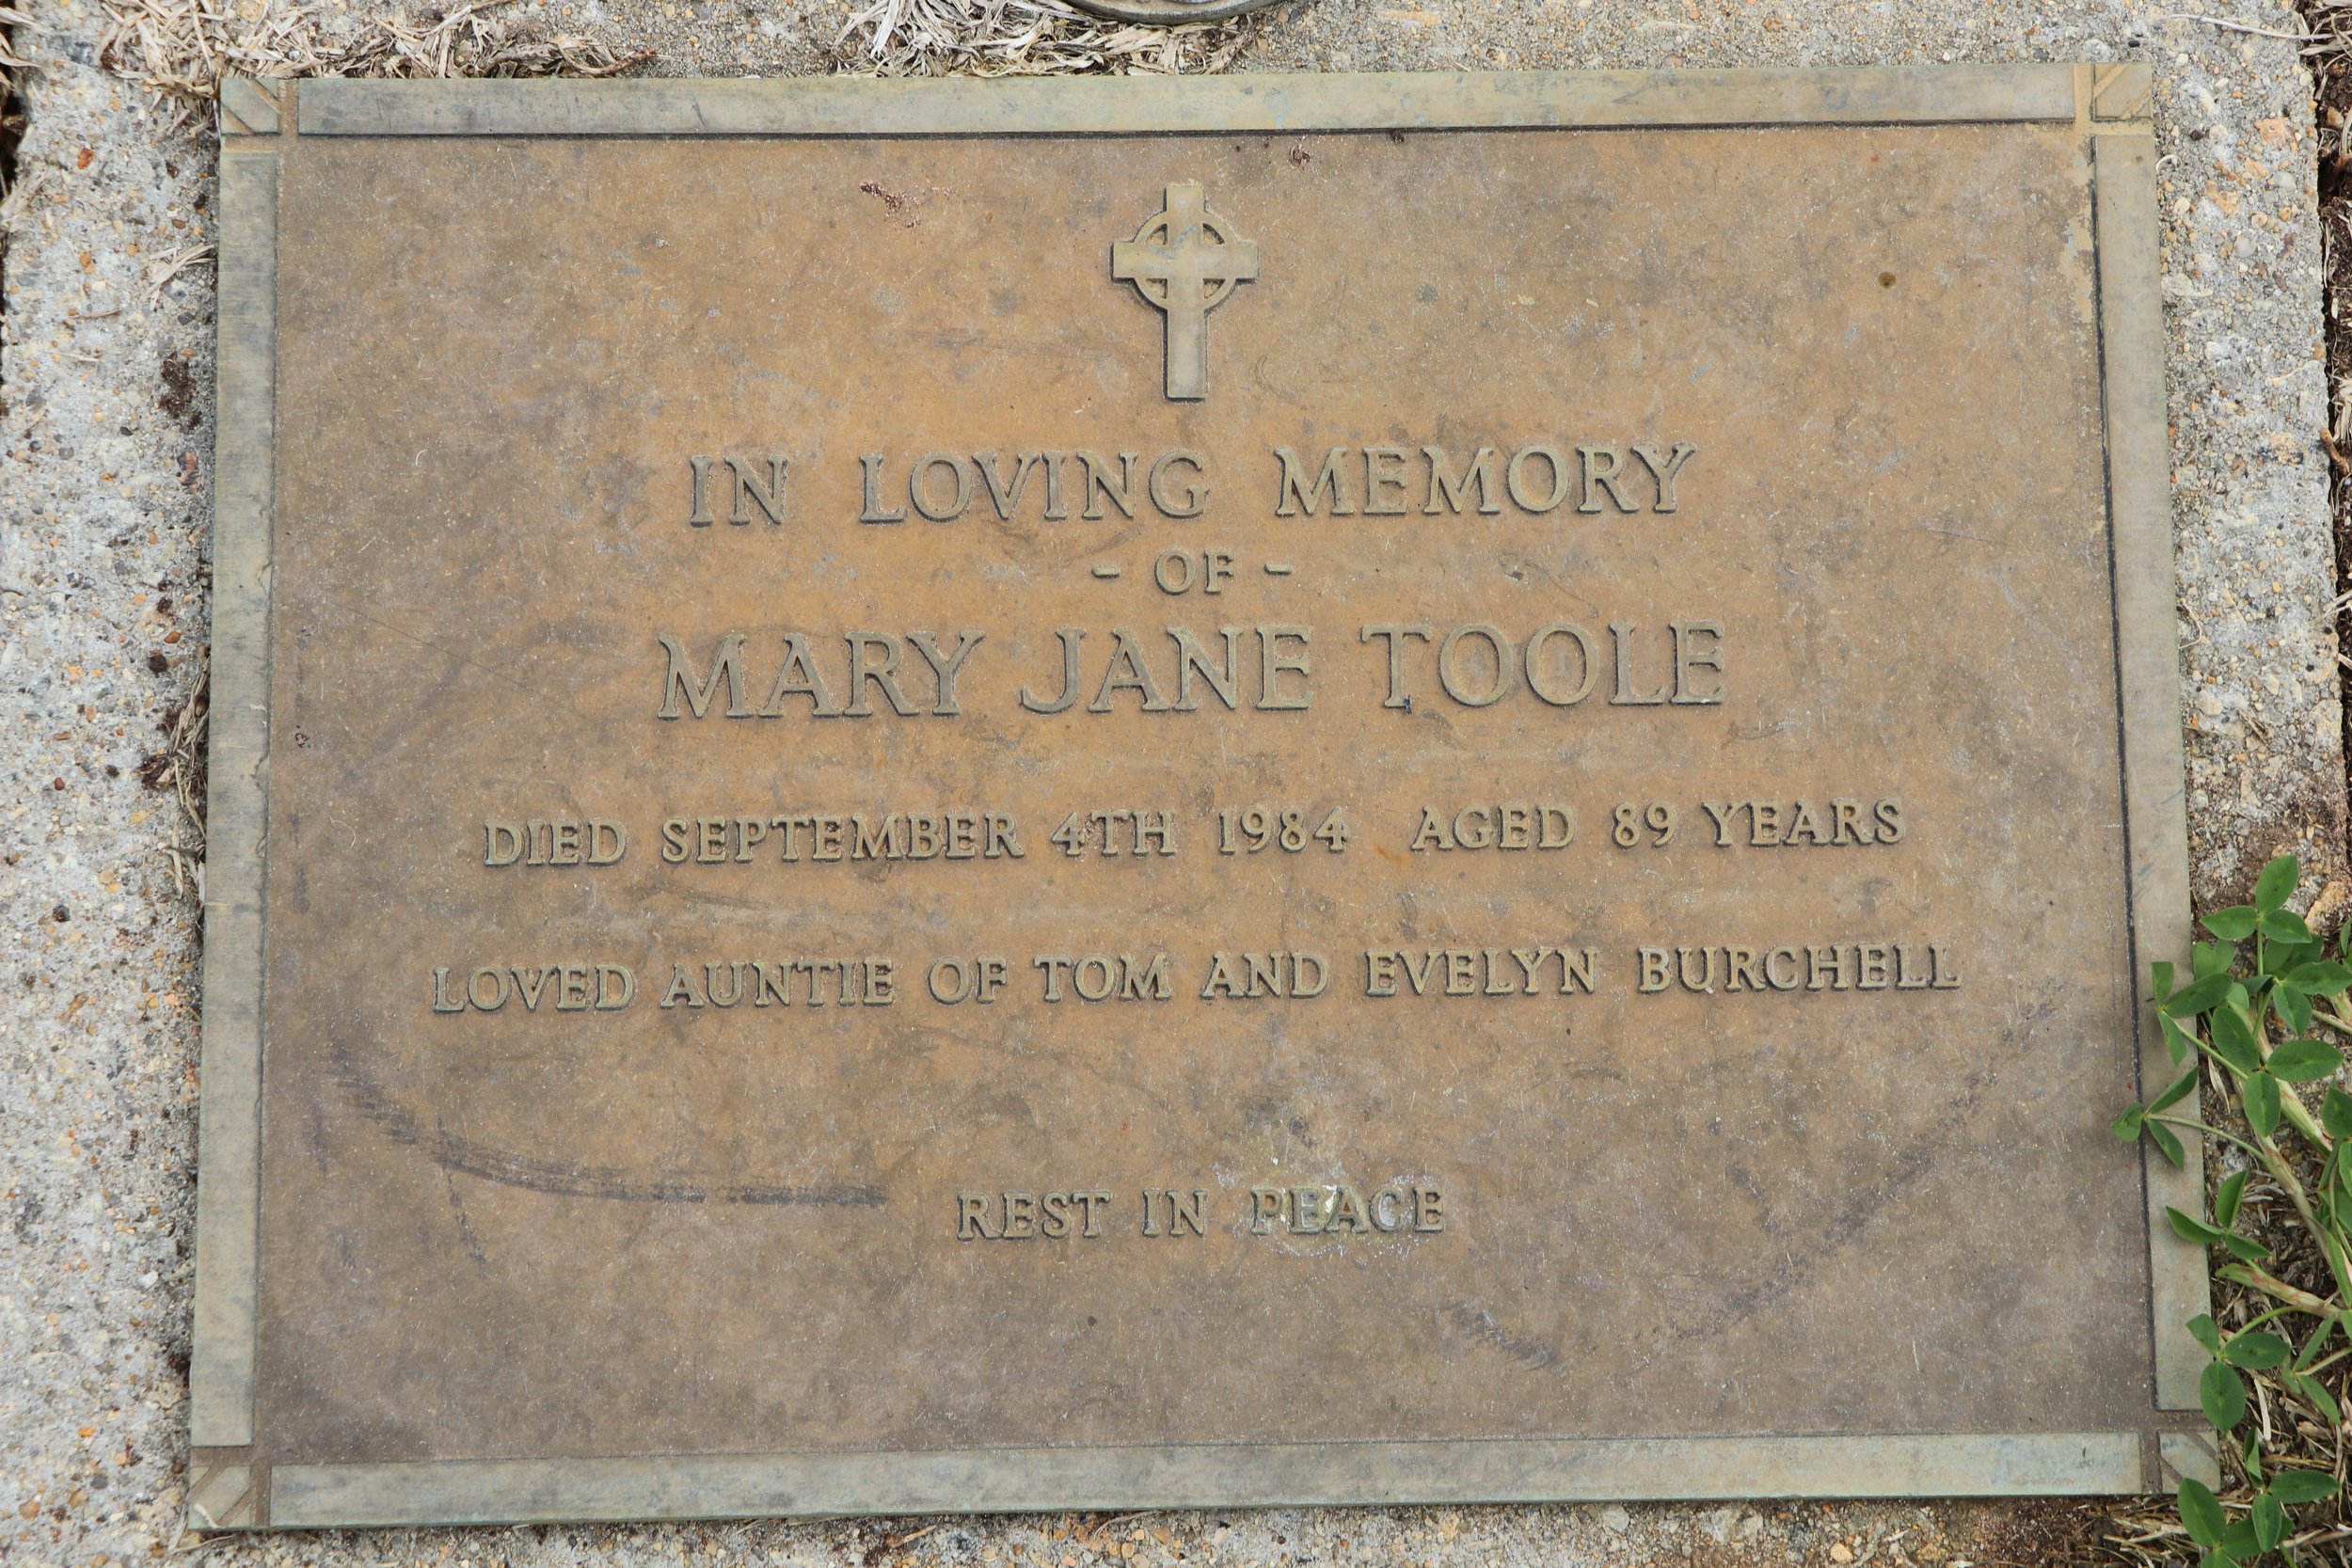 IN LOVING MEMORY
- OF -
MARY JANE TOOLE
DIED SEPTEMBER 4TH 1984 AGED 89 YEARS
LOVED AUNTIE OF TOM AND EVELYN BURCHELL
REST IN PEACE